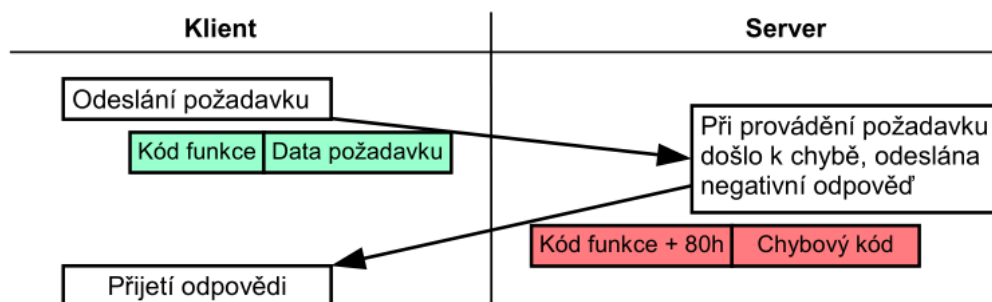 Klient
Server
Odeslání požadavku
Kód funkce
Data požadavku
Při provádění požadavku
došlo k chybě, odeslána
negativní odpověď
Kód funkce + 80h
Chybový kód
Přijetí odpovědi